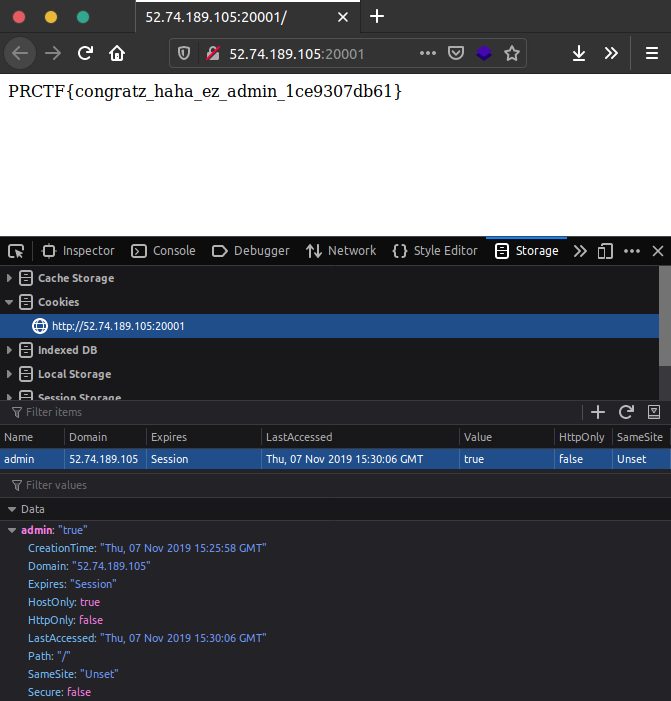 52.74.189.105:20001/
52.74.189.105:20001
PRCTF{congratz_haha_ez_admin_1ce9307db61}
Inspector Console Debugger Network Style Editor Storage
Cache Storage
Cookies
http://52.74.189.105:20001
Indexed DB
Local Storage
Session Storage
Filter items
Name Domain Expires LastAccessed Value HttpOnly SameSite
admin 52.74.189.105 Session Thu, 07 Nov 2019 15:30:06 GMT true false Unset
Filter values
Data
admin: "true"
CreationTime: "Thu, 07 Nov 2019 15:25:58 GMT"
Domain: "52.74.189.105"
Expires: "Session"
HostOnly: true
HttpOnly: false
LastAccessed: "Thu, 07 Nov 2019 15:30:06 GMT"
Path: "/"
SameSite: "Unset"
Secure: false